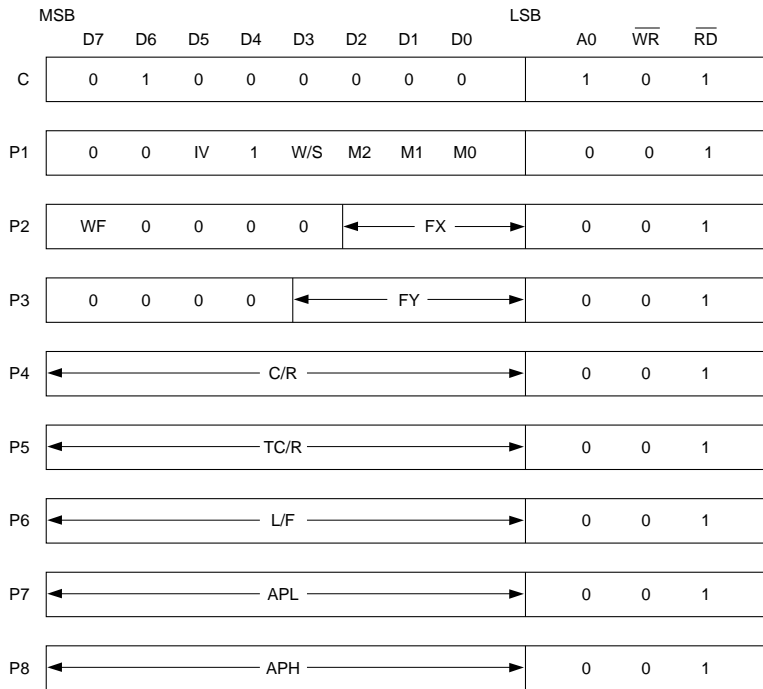 MSB LSB
D7 D6 D5 D4 D3 D2 D1 D0 A0 WR RD
C 0 1 0 0 0 0 0 0 1 0 1
P1 0 0 IV 1 W/S M2 M1 M0 0 0 1
P2 WF 0 0 0 0 FX 0 0 1
P3 0 0 0 0 FY 0 0 1
P4 C/R 0 0 1
P5 TC/R 0 0 1
P6 L/F 0 0 1
P7 APL 0 0 1
P8 APH 0 0 1